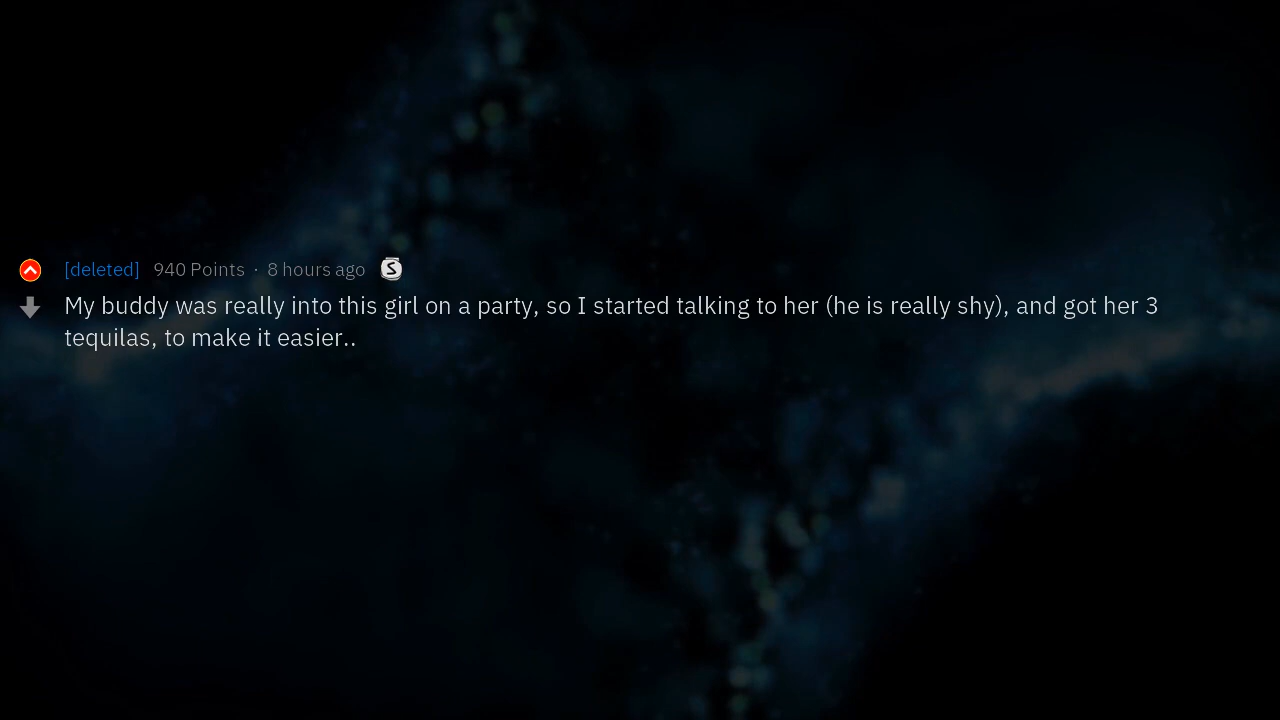 [deleted] 940 Points · 8 hours ago S
My buddy was really into this girl on a party, so I started talking to her (he is really shy), and got her 3
tequilas, to make it easier..